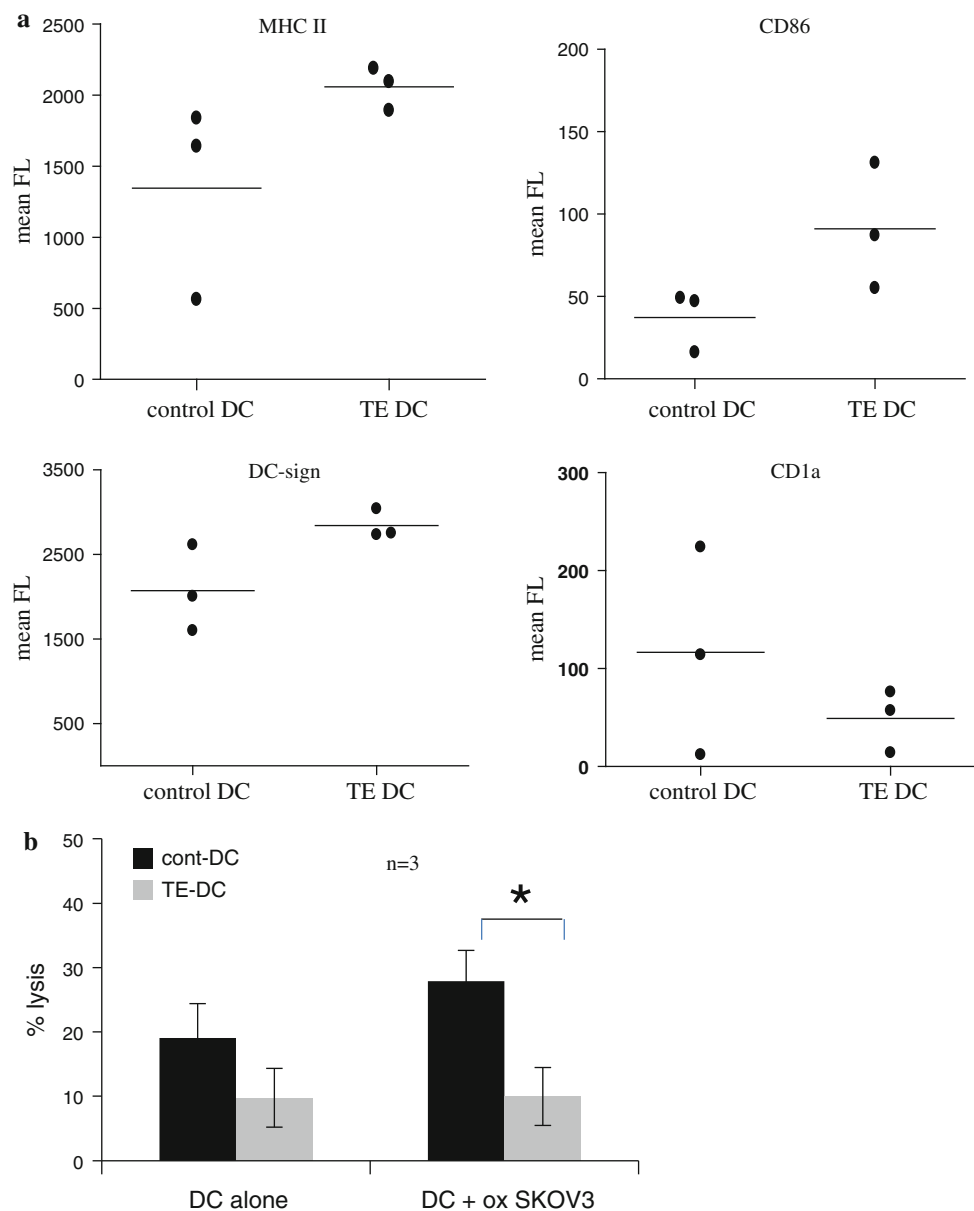 a
MHC II
2500
2000
1500
1000
500
0
mean FL
control DC TE DC
CD86
200
150
100
50
0
mean FL
control DC TE DC
DC-sign
3500
2500
1500
500
mean FL
control DC TE DC
CD1a
300
200
100
0
mean FL
control DC TE DC
b
50
40
30
20
10
0
% lysis
cont-DC
TE-DC
n=3
*
DC alone DC + ox SKOV3